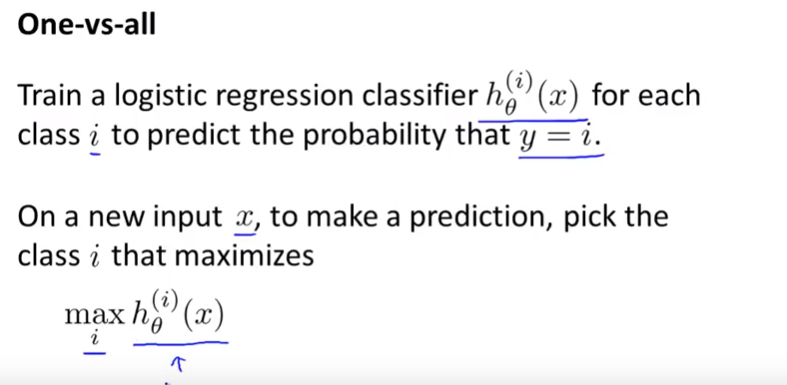 One-vs-all
Train a logistic regression classifier $h_\theta^{(i)}(x)$ for each
class $i$ to predict the probability that $y = i$.
On a new input $x$, to make a prediction, pick the
class $i$ that maximizes
$\max_i h_\theta^{(i)}(x)$